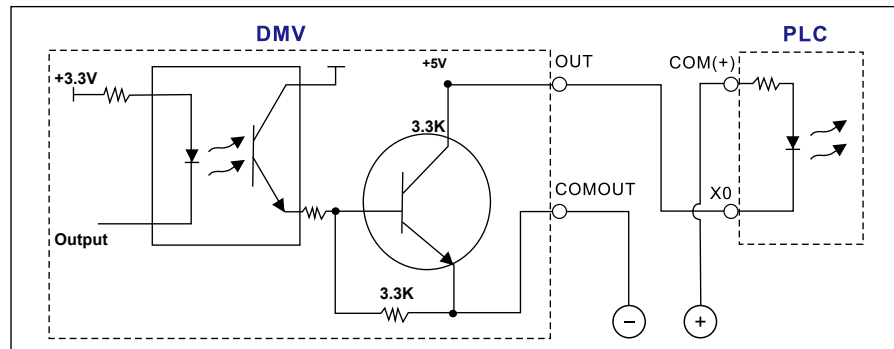 DMV
PLC
+3.3V
+5V
OUT
COM(+)
3.3K
COMOUT
X0
Output
3.3K
−
+